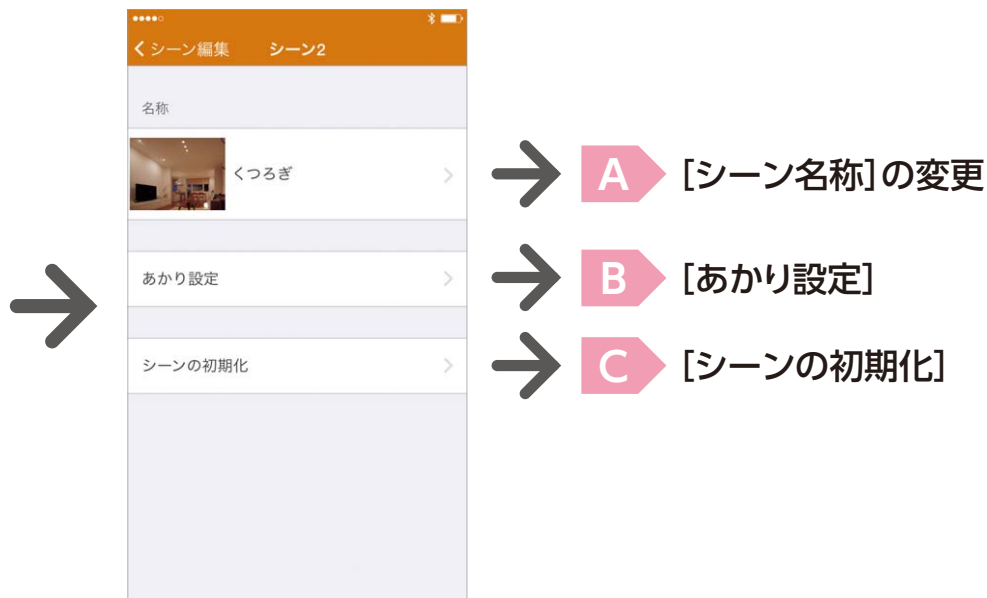 シーン編集 シーン2
名称
くつろぎ
A [シーン名称]の変更
あかり設定
B [あかり設定]
シーンの初期化
C [シーンの初期化]